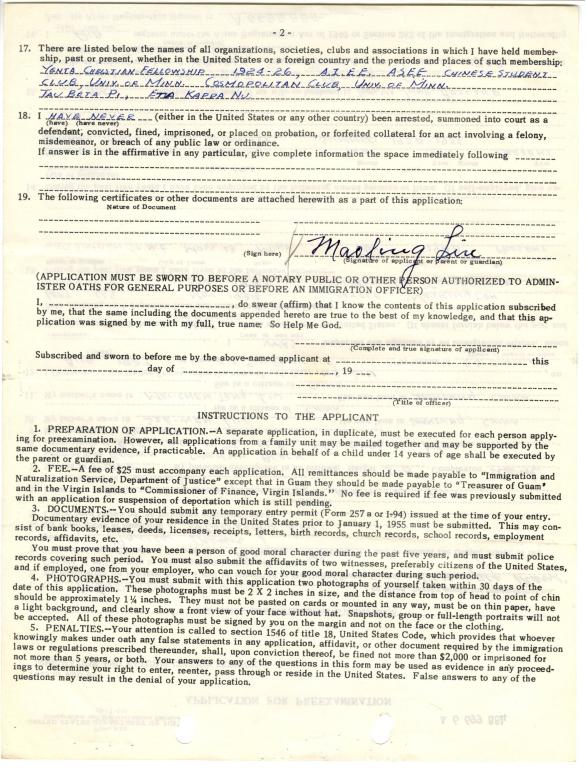 - 2 -
17. There are listed below the names of all organizations, societies, clubs and associations in which I have held member-
ship, past or present, whether in the United States or a foreign country and the periods and places of such membership:
YENTA CHRISTIAN FELLOWSHIP 1924-26, A.I.E.E. ASEE CHINESE STUDENT
CLUB, UNIV. OF MINN. COSMOPOLITAN CLUB, UNIV. OF MINN.
TAU BETA PI, ETA KAPPA NU
18. I HAVE NEVER (either in the United States or any other country) been arrested, summoned into court as a
(have) (have never)
defendant, convicted, fined, imprisoned, or placed on probation, or forfeited collateral for an act involving a felony,
misdemeanor, or breach of any public law or ordinance.
If answer is in the affirmative in any particular, give complete information the space immediately following
19. The following certificates or other documents are attached herewith as a part of this application:
Nature of Document
(Sign here) Maoling
(Signature of applicant or parent or guardian)
(APPLICATION MUST BE SWORN TO BEFORE A NOTARY PUBLIC OR OTHER PERSON AUTHORIZED TO ADMIN-
ISTER OATHS FOR GENERAL PURPOSES OR BEFORE AN IMMIGRATION OFFICER)
I, , do swear (affirm) that I know the contents of this application subscribed
by me, that the same including the documents appended hereto are true to the best of my knowledge, and that this ap-
plication was signed by me with my full, true name: So Help Me God.
(Complete and true signature of applicant)
Subscribed and sworn to before me by the above-named applicant at this
day of , 19
(Title of officer)
INSTRUCTIONS TO THE APPLICANT
1. PREPARATION OF APPLICATION.—A separate application, in duplicate, must be executed for each person apply-
ing for preexamination. However, all applications from a family unit may be mailed together and may be supported by the
same documentary evidence, if practicable. An application in behalf of a child under 14 years of age shall be executed by
the parent or guardian.
2. FEE.—A fee of $25 must accompany each application. All remittances should be made payable to "Immigration and
Naturalization Service, Department of Justice" except that in Guam they should be made payable to "Treasurer of Guam"
and in the Virgin Islands to "Commissioner of Finance, Virgin Islands." No fee is required if fee was previously submitted
with an application for suspension of deportation which is still pending.
3. DOCUMENTS.—You should submit any temporary entry permit (Form 257 a or I-94) issued at the time of your entry.
Documentary evidence of your residence in the United States prior to January 1, 1955 must be submitted. This may con-
sist of bank books, leases, deeds, licenses, receipts, letters, birth records, church records, school records, employment
records, affidavits, etc.
You must prove that you have been a person of good moral character during the past five years, and must submit police
records covering such period. You must also submit the affidavits of two witnesses, preferably citizens of the United States,
and if employed, one from your employer, who can vouch for your good moral character during such period.
4. PHOTOGRAPHS.—You must submit with this application two photographs of yourself taken within 30 days of the
date of this application. These photographs must be 2 X 2 inches in size, and the distance from top of head to point of chin
should be approximately 1¼ inches. They must not be pasted on cards or mounted in any way, must be on thin paper, have
a light background, and clearly show a front view of your face without hat. Snapshots, group or full-length portraits will not
be accepted. All of these photographs must be signed by you on the margin and not on the face or the clothing.
5. PENALTIES.—Your attention is called to section 1546 of title 18, United States Code, which provides that whoever
knowingly makes under oath any false statements in any application, affidavit, or other document required by the immigration
laws or regulations prescribed thereunder, shall, upon conviction thereof, be fined not more than $2,000 or imprisoned for
not more than 5 years, or both. Your answers to any of the questions in this form may be used as evidence in any proceed-
ings to determine your right to enter, reenter, pass through or reside in the United States. False answers to any of the
questions may result in the denial of your application.